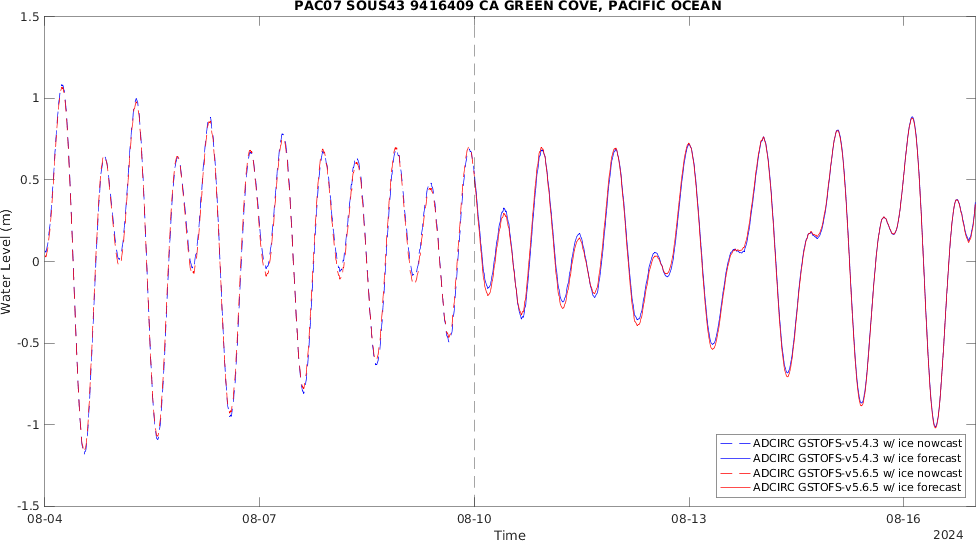 PAC07 SOUS43 9416409 CA GREEN COVE, PACIFIC OCEAN
1.5
1
0.5
0
-0.5
-1
-1.5
Water Level (m)
ADCIRC GSTOFS-v5.4.3 w/ ice nowcast
ADCIRC GSTOFS-v5.4.3 w/ ice forecast
ADCIRC GSTOFS-v5.6.5 w/ ice nowcast
ADCIRC GSTOFS-v5.6.5 w/ ice forecast
08-04 08-07 08-10 08-13 08-16
Time
2024